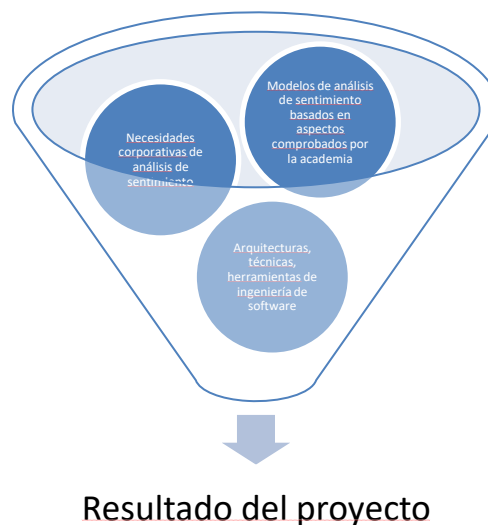 Modelos de análisis
de sentimiento
basados en
aspectos
comprobados por
la academia
Necesidades
corporativas de
análisis de
sentimiento
Arquitecturas,
técnicas,
herramientas de
ingeniería de
software
Resultado del proyecto